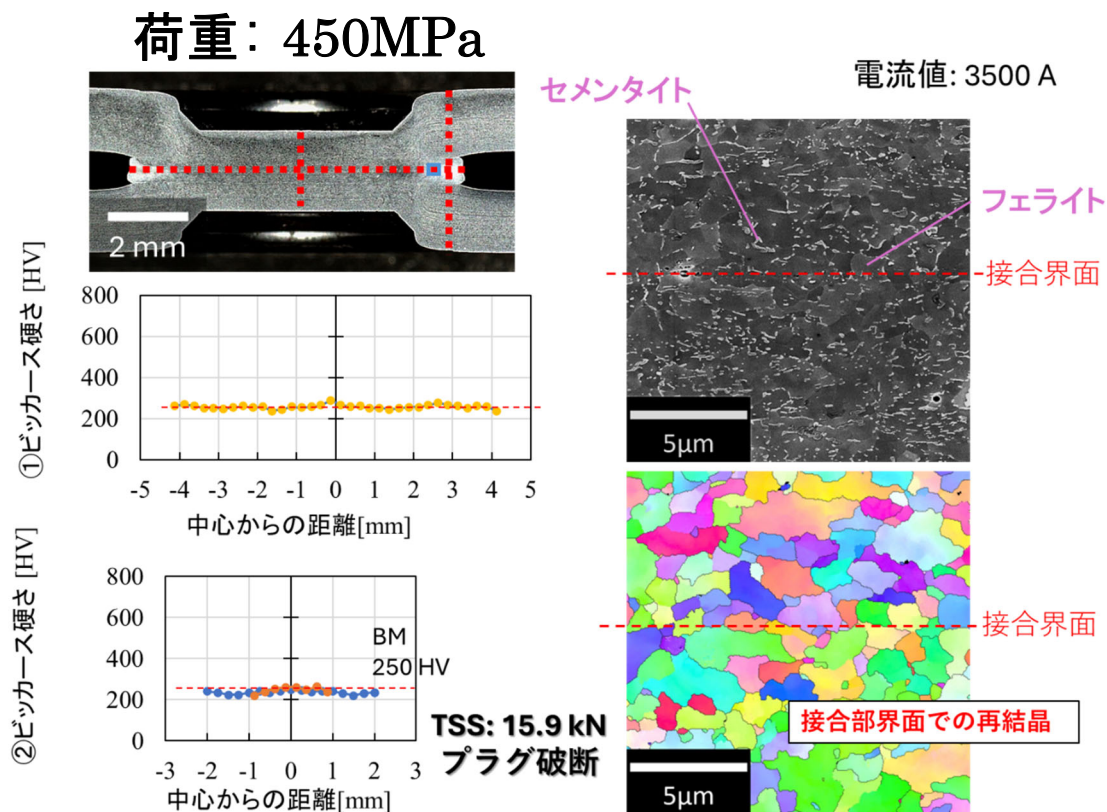 荷重: 450MPa
電流値: 3500 A
セメンタイト
フェライト
接合界面
2 mm
5μm
①ビッカース硬さ [HV]
800
600
400
200
0
-5 -4 -3 -2 -1 0 1 2 3 4 5
中心からの距離[mm]
接合界面
接合部界面での再結晶
5μm
②ビッカース硬さ [HV]
800
600
400
200
0
BM
250 HV
-3 -2 -1 0 1 2 3
中心からの距離[mm]
TSS: 15.9 kN
プラグ破断